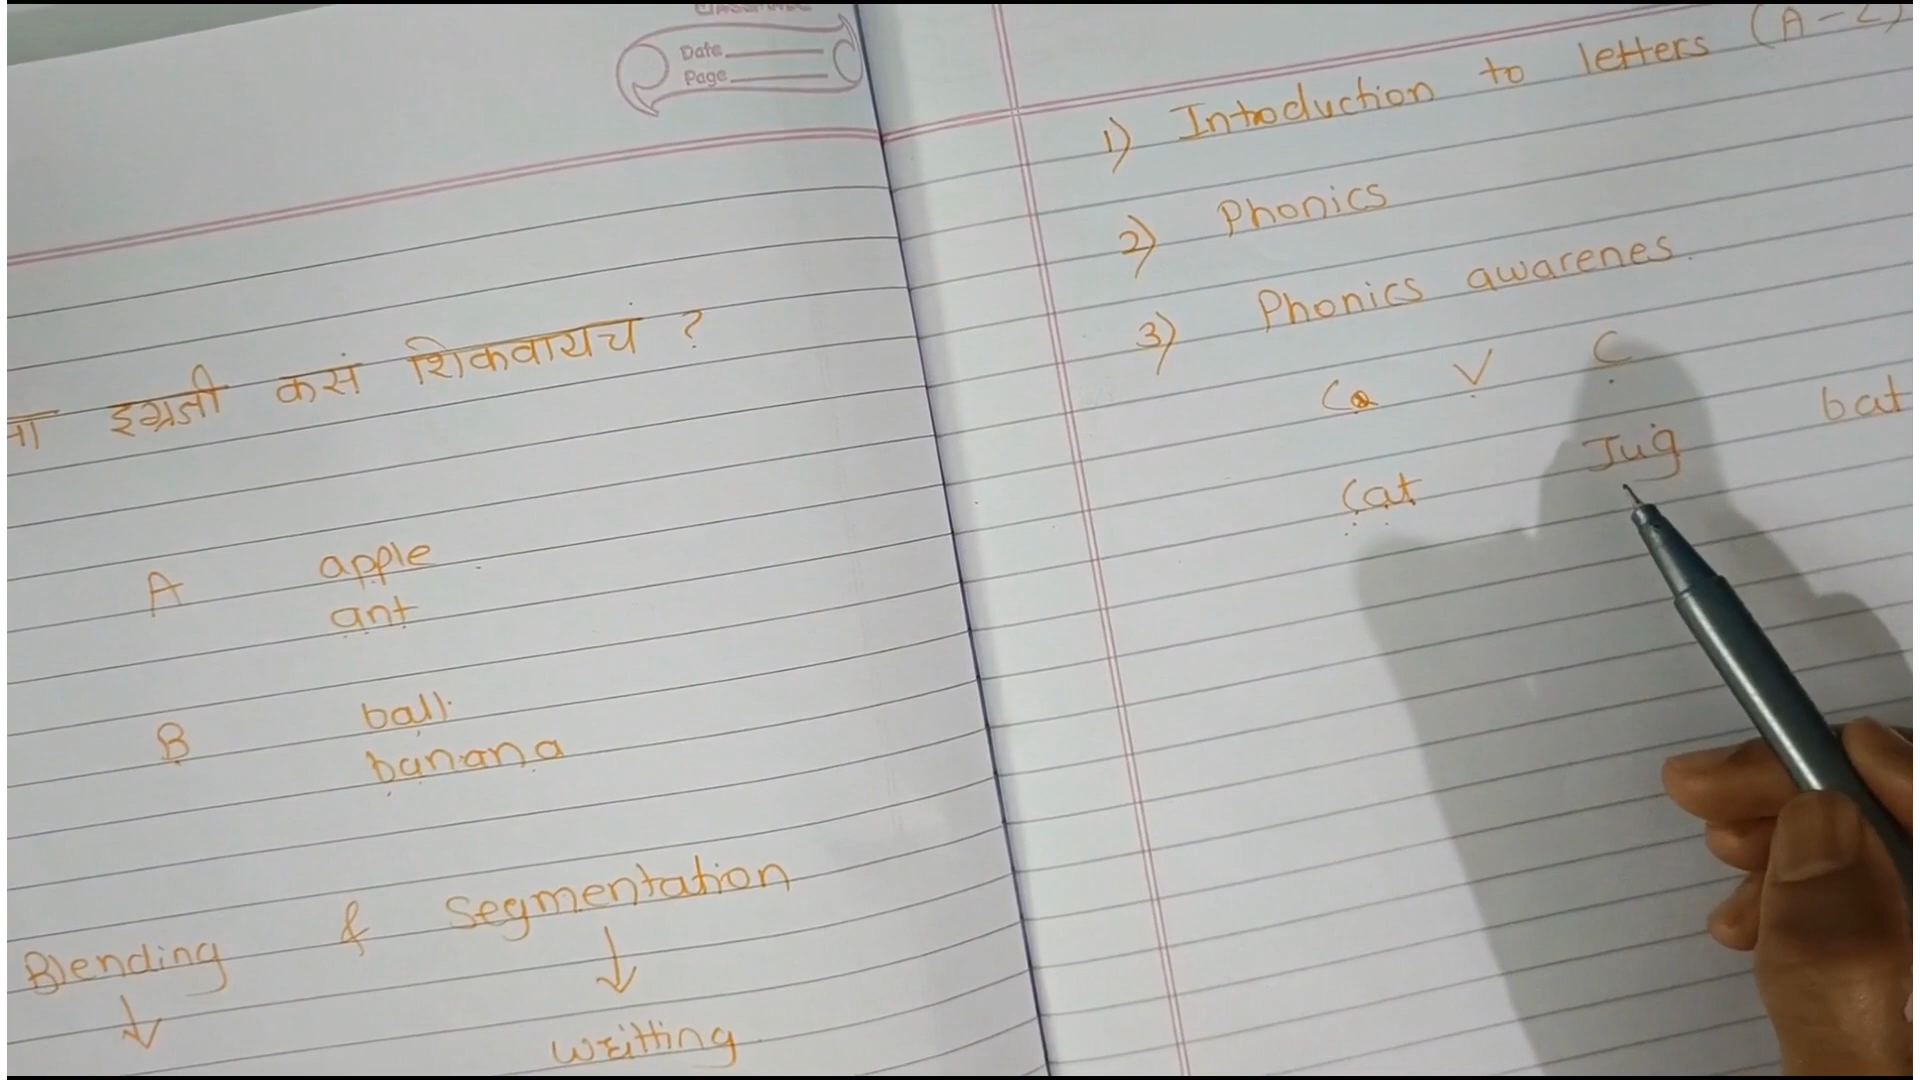 Date
Page
इंग्रजी कसं शिकवायचं ?
A apple
ant
B ball
banana
Blending & Segmentation
↓ ↓
writting
1) Introduction to letters (A-Z)
2) Phonics
3) Phonics awarenes.
Ca V C
Cat Jug bat